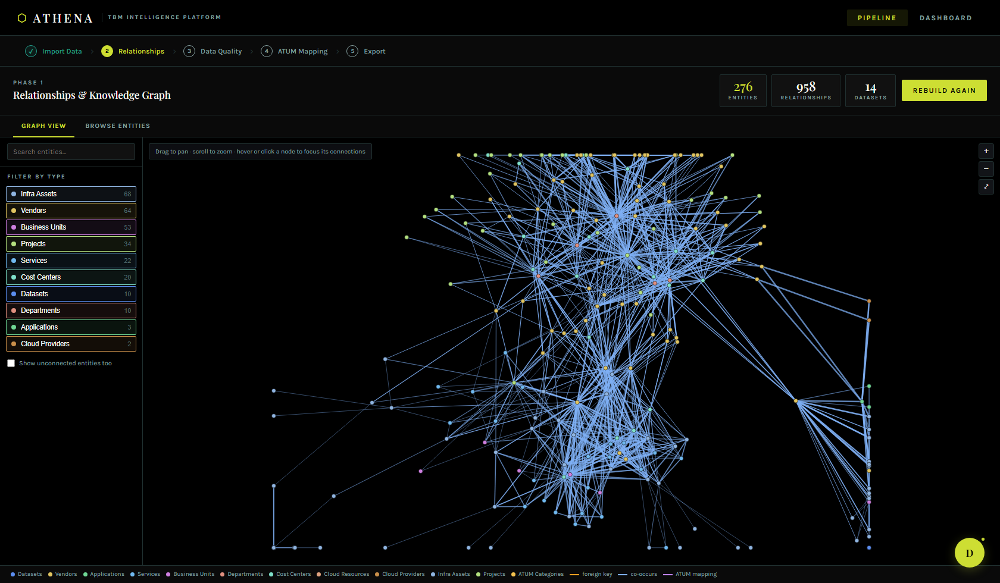 ATHENA TBM INTELLIGENCE PLATFORM PIPELINE DASHBOARD
✓ Import Data › 2 Relationships › 3 Data Quality › 4 ATUM Mapping › 5 Export
PHASE 1
Relationships & Knowledge Graph
276 ENTITIES
958 RELATIONSHIPS
14 DATASETS
REBUILD AGAIN
GRAPH VIEW BROWSE ENTITIES
Search entities...
Drag to pan · scroll to zoom · hover or click a node to focus its connections
+
−
⤢
FILTER BY TYPE
Infra Assets 68
Vendors 64
Business Units 53
Projects 34
Services 22
Cost Centers 20
Datasets 10
Departments 10
Applications 3
Cloud Providers 2
Show unconnected entities too
D
Datasets Vendors Applications Services Business Units Departments Cost Centers Cloud Resources Cloud Providers Infra Assets Projects ATUM Categories foreign key co-occurs ATUM mapping